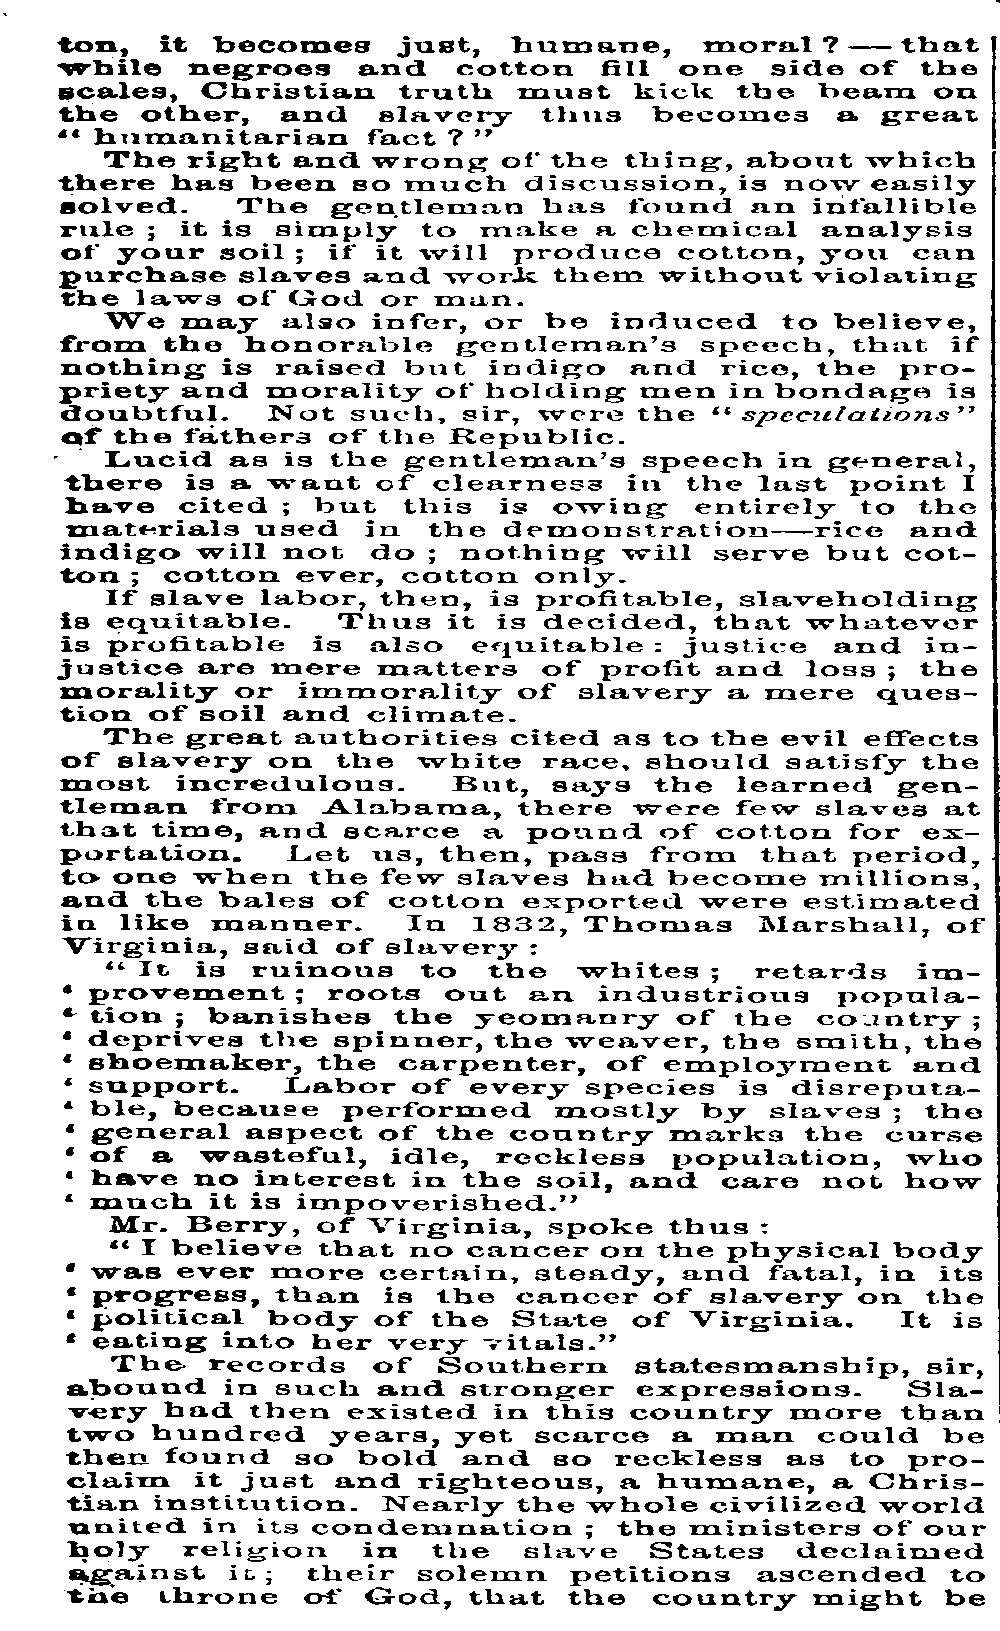 ton, it becomes just, humane, moral?—that
while negroes and cotton fill one side of the
scales, Christian truth must kick the beam on
the other, and slavery thus becomes a great
“humanitarian fact?”
The right and wrong of the thing, about which
there has been so much discussion, is now easily
solved. The gentleman has found an infallible
rule; it is simply to make a chemical analysis
of your soil; if it will produce cotton, you can
purchase slaves and work them without violating
the laws of God or man.
We may also infer, or be induced to believe,
from the honorable gentleman's speech, that if
nothing is raised but indigo and rice, the pro-
priety and morality of holding men in bondage is
doubtful. Not such, sir, were the “speculations”
of the fathers of the Republic.
Lucid as is the gentleman's speech in general,
there is a want of clearness in the last point I
have cited; but this is owing entirely to the
materials used in the demonstration—rice and
indigo will not do; nothing will serve but cot-
ton; cotton ever, cotton only.
If slave labor, then, is profitable, slaveholding
is equitable. Thus it is decided, that whatever
is profitable is also equitable: justice and in-
justice are mere matters of profit and loss; the
morality or immorality of slavery a mere ques-
tion of soil and climate.
The great authorities cited as to the evil effects
of slavery on the white race, should satisfy the
most incredulous. But, says the learned gen-
tleman from Alabama, there were few slaves at
that time, and scarce a pound of cotton for ex-
portation. Let us, then, pass from that period,
to one when the few slaves had become millions,
and the bales of cotton exported were estimated
in like manner. In 1832, Thomas Marshall, of
Virginia, said of slavery:
“It is ruinous to the whites; retards im-
‘ provement; roots out an industrious popula-
‘ tion; banishes the yeomanry of the country;
‘ deprives the spinner, the weaver, the smith, the
‘ shoemaker, the carpenter, of employment and
‘ support. Labor of every species is disreputa-
‘ ble, because performed mostly by slaves; the
‘ general aspect of the country marks the curse
‘ of a wasteful, idle, reckless population, who
‘ have no interest in the soil, and care not how
‘ much it is impoverished.”
Mr. Berry, of Virginia, spoke thus:
“I believe that no cancer on the physical body
‘ was ever more certain, steady, and fatal, in its
‘ progress, than is the cancer of slavery on the
‘ political body of the State of Virginia. It is
‘ eating into her very vitals.”
The records of Southern statesmanship, sir,
abound in such and stronger expressions. Sla-
very had then existed in this country more than
two hundred years, yet scarce a man could be
then found so bold and so reckless as to pro-
claim it just and righteous, a humane, a Chris-
tian institution. Nearly the whole civilized world
united in its condemnation; the ministers of our
holy religion in the slave States declaimed
against it; their solemn petitions ascended to
the throne of God, that the country might be